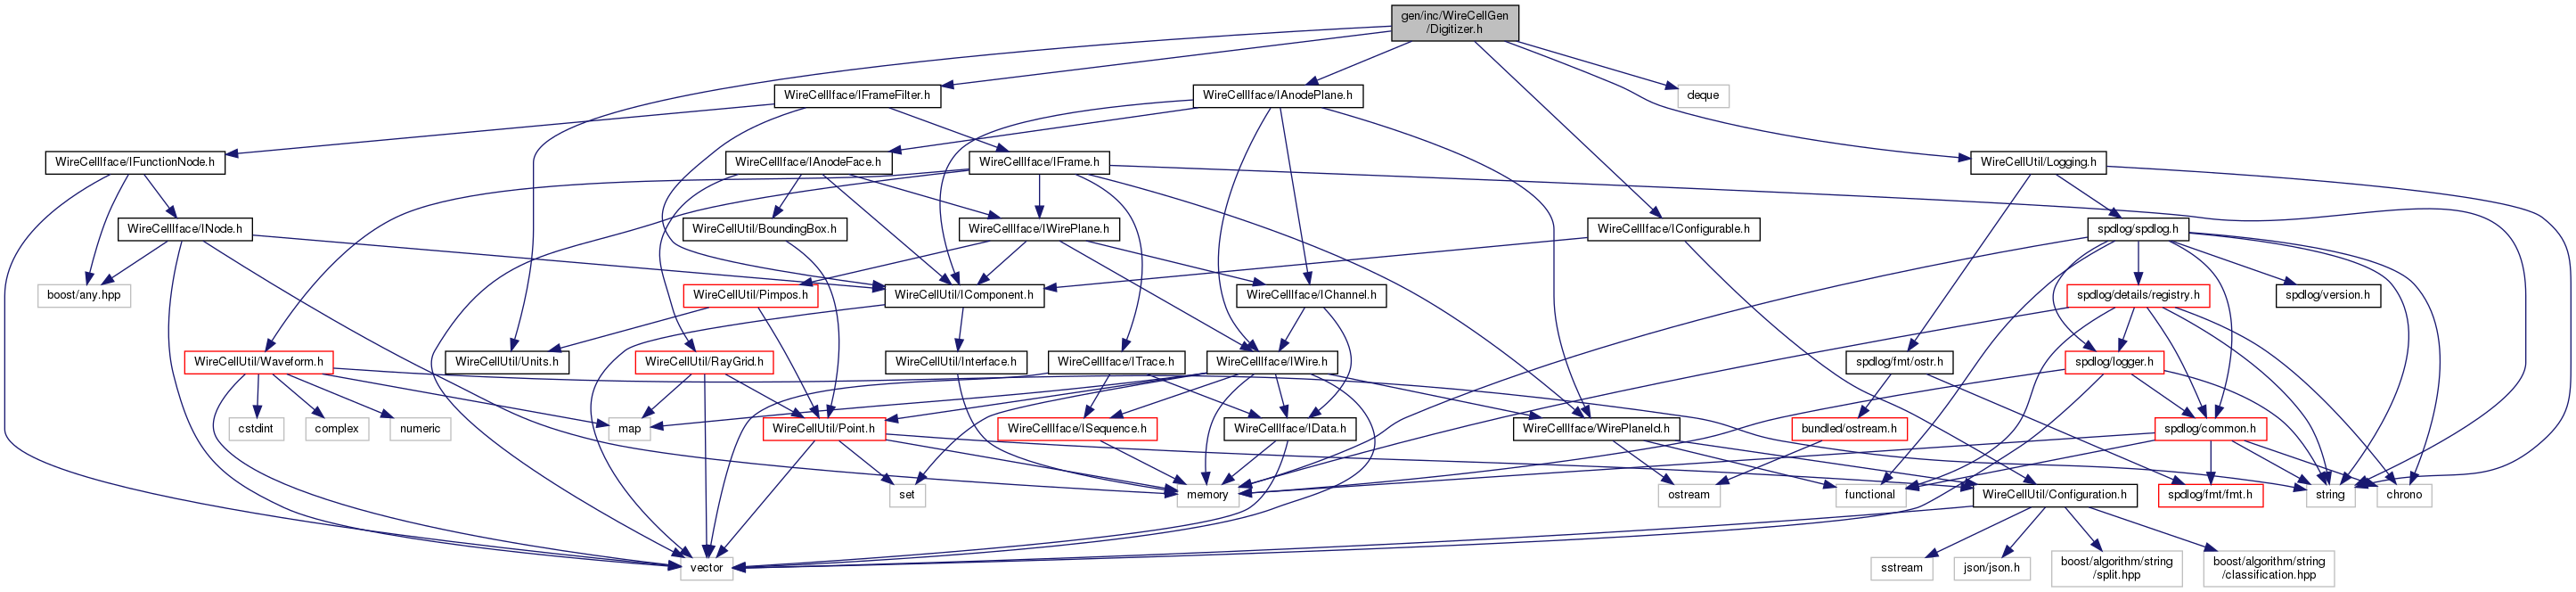 gen/inc/WireCellGen
/Digitizer.h
WireCellIface/IFrameFilter.h
WireCellIface/IAnodePlane.h
deque
WireCellIface/IFunctionNode.h
WireCellIface/IAnodeFace.h
WireCellIface/IFrame.h
WireCellUtil/Logging.h
WireCellIface/INode.h
WireCellUtil/BoundingBox.h
WireCellIface/IWirePlane.h
WireCellIface/IConfigurable.h
spdlog/spdlog.h
boost/any.hpp
WireCellUtil/Pimpos.h
WireCellUtil/IComponent.h
WireCellIface/IChannel.h
spdlog/details/registry.h
spdlog/version.h
WireCellUtil/Waveform.h
WireCellUtil/Units.h
WireCellUtil/RayGrid.h
WireCellUtil/Interface.h
WireCellIface/ITrace.h
WireCellIface/IWire.h
spdlog/fmt/ostr.h
spdlog/logger.h
cstdint
complex
numeric
map
WireCellUtil/Point.h
WireCellIface/ISequence.h
WireCellIface/IData.h
WireCellIface/WirePlaneId.h
bundled/ostream.h
spdlog/common.h
set
memory
ostream
functional
WireCellUtil/Configuration.h
spdlog/fmt/fmt.h
string
chrono
vector
sstream
json/json.h
boost/algorithm/string
/split.hpp
boost/algorithm/string
/classification.hpp